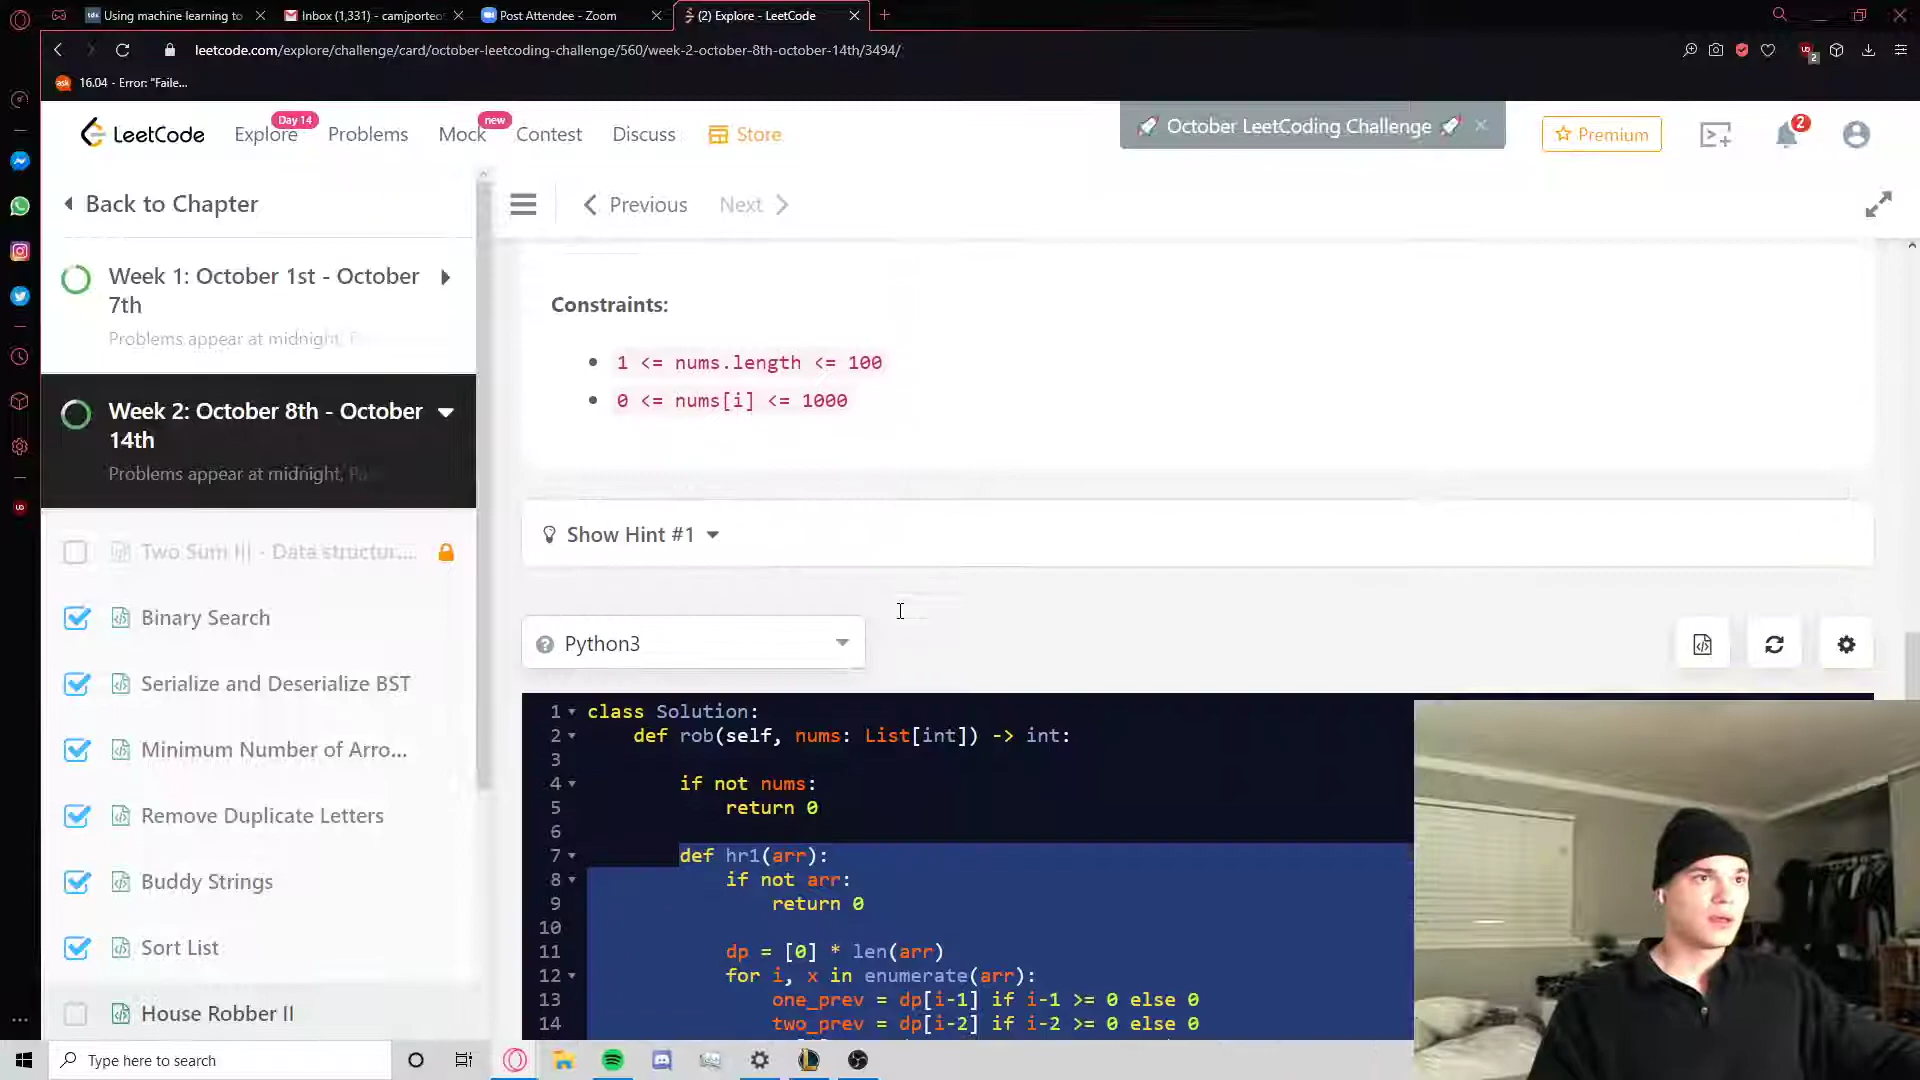 Using machine learning to
Inbox (1,331) - camjporteo
Post Attendee - Zoom
(2) Explore - LeetCode
leetcode.com/explore/challenge/card/october-leetcoding-challenge/560/week-2-october-8th-october-14th/3494/
2
ask
16.04 - Error: "Faile...
LeetCode
Explore
Day 14
Problems
Mock
new
Contest
Discuss
Store
October LeetCoding Challenge
Premium
2
Back to Chapter
Previous
Next
Week 1: October 1st - October
7th
Problems appear at midnight,
Week 2: October 8th - October
14th
Problems appear at midnight,
Two Sum III - Data structur...
Binary Search
Serialize and Deserialize BST
Minimum Number of Arro...
Remove Duplicate Letters
Buddy Strings
Sort List
House Robber II
Constraints:
1 <= nums.length <= 100
0 <= nums[i] <= 1000
Show Hint #1
Python3
1 class Solution:
2 def rob(self, nums: List[int]) -> int:
3
4 if not nums:
5 return 0
6
7 def hr1(arr):
8 if not arr:
9 return 0
10
11 dp = [0] * len(arr)
12 for i, x in enumerate(arr):
13 one_prev = dp[i-1] if i-1 >= 0 else 0
14 two_prev = dp[i-2] if i-2 >= 0 else 0
Type here to search